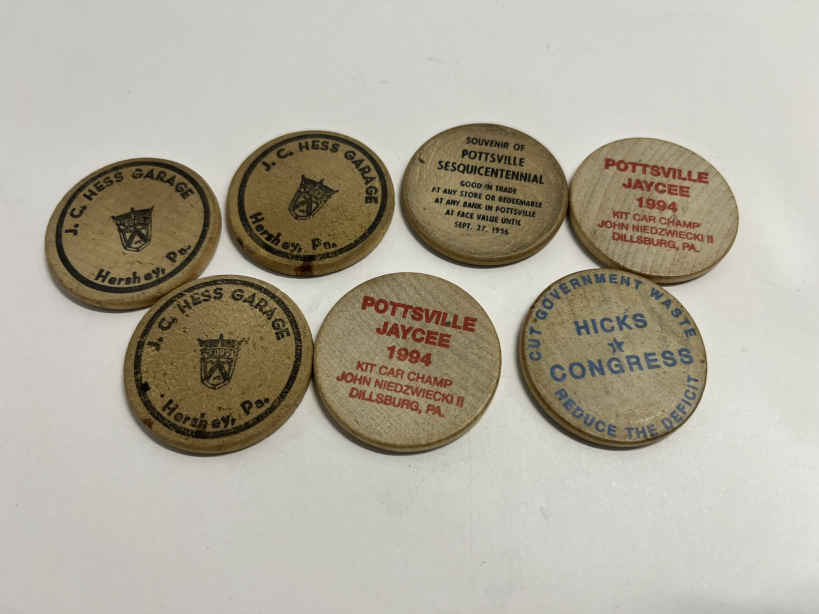 J. C. HESS GARAGE
Hershey, Pa.
J. C. HESS GARAGE
Hershey, Pa.
SOUVENIR OF
POTTSVILLE
SESQUICENTENNIAL
GOOD IN TRADE
AT ANY STORE OR REDEEMABLE
AT ANY BANK IN POTTSVILLE
AT FACE VALUE UNTIL
SEPT. 27, 1956
POTTSVILLE
JAYCEE
1994
KIT CAR CHAMP
JOHN NIEDZWIECKI II
DILLSBURG, PA.
J. C. HESS GARAGE
Hershey, Pa.
POTTSVILLE
JAYCEE
1994
KIT CAR CHAMP
JOHN NIEDZWIECKI II
DILLSBURG, PA.
CUT GOVERNMENT WASTE
HICKS
CONGRESS
REDUCE THE DEFICIT